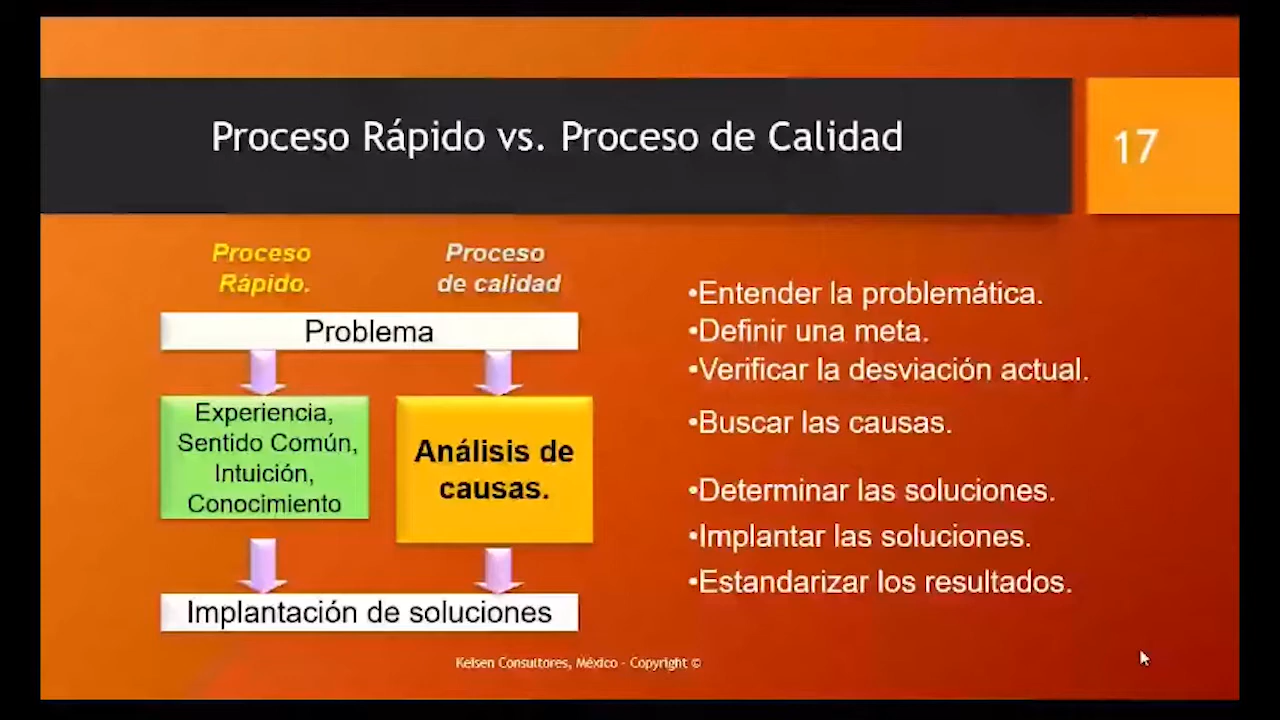 Proceso Rápido vs. Proceso de Calidad
17
Proceso
Rápido.
Proceso
de calidad
Problema
Experiencia,
Sentido Común,
Intuición,
Conocimiento
Análisis de
causas.
Implantación de soluciones
•Entender la problemática.
•Definir una meta.
•Verificar la desviación actual.
•Buscar las causas.
•Determinar las soluciones.
•Implantar las soluciones.
•Estandarizar los resultados.
Kelsen Consultores, México - Copyright ©